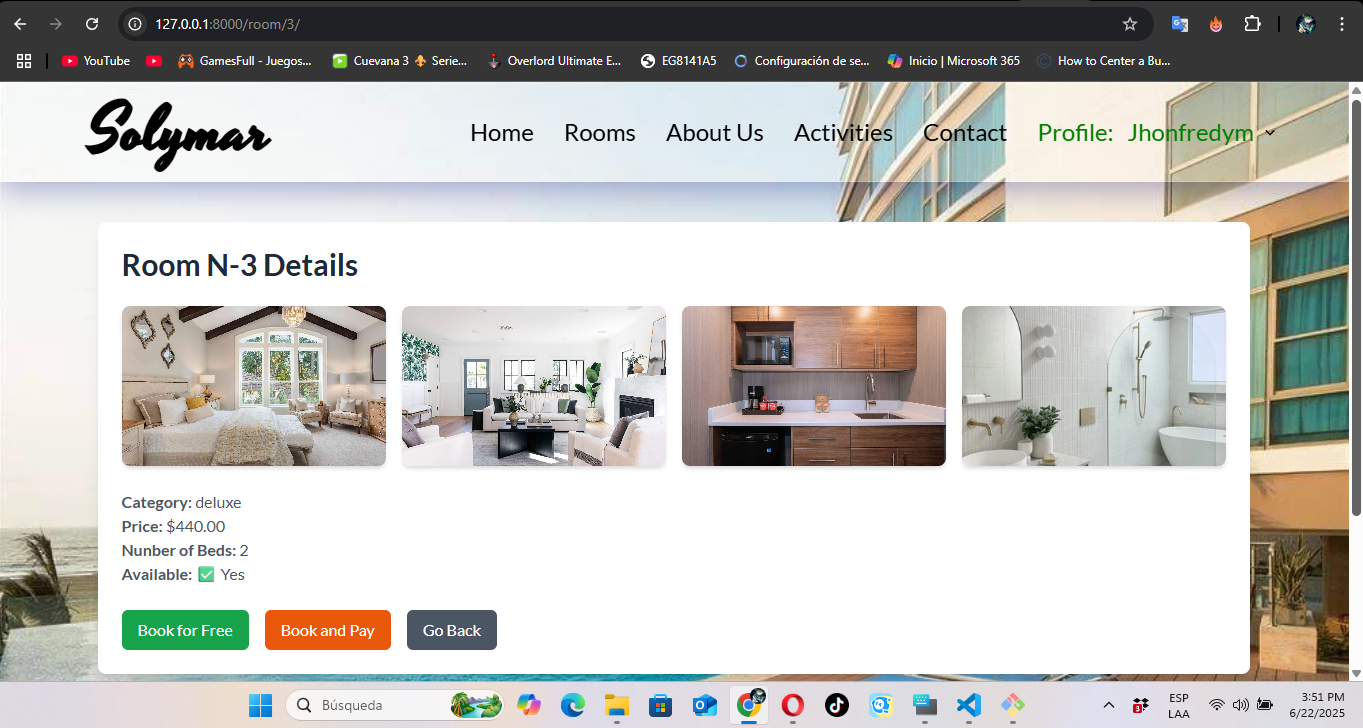 127.0.0.1:8000/room/3/
YouTube
GamesFull - Juegos...
Cuevana 3 ⚜ Serie...
Overlord Ultimate E...
EG8141A5
Configuración de se...
Inicio | Microsoft 365
How to Center a Bu...
Solymar
Home
Rooms
About Us
Activities
Contact
Profile: Jhonfredym
Room N-3 Details
Category: deluxe
Price: $440.00
Nunber of Beds: 2
Available: ✅ Yes
Book for Free
Book and Pay
Go Back
Búsqueda
3
ESP
LAA
3:51 PM
6/22/2025